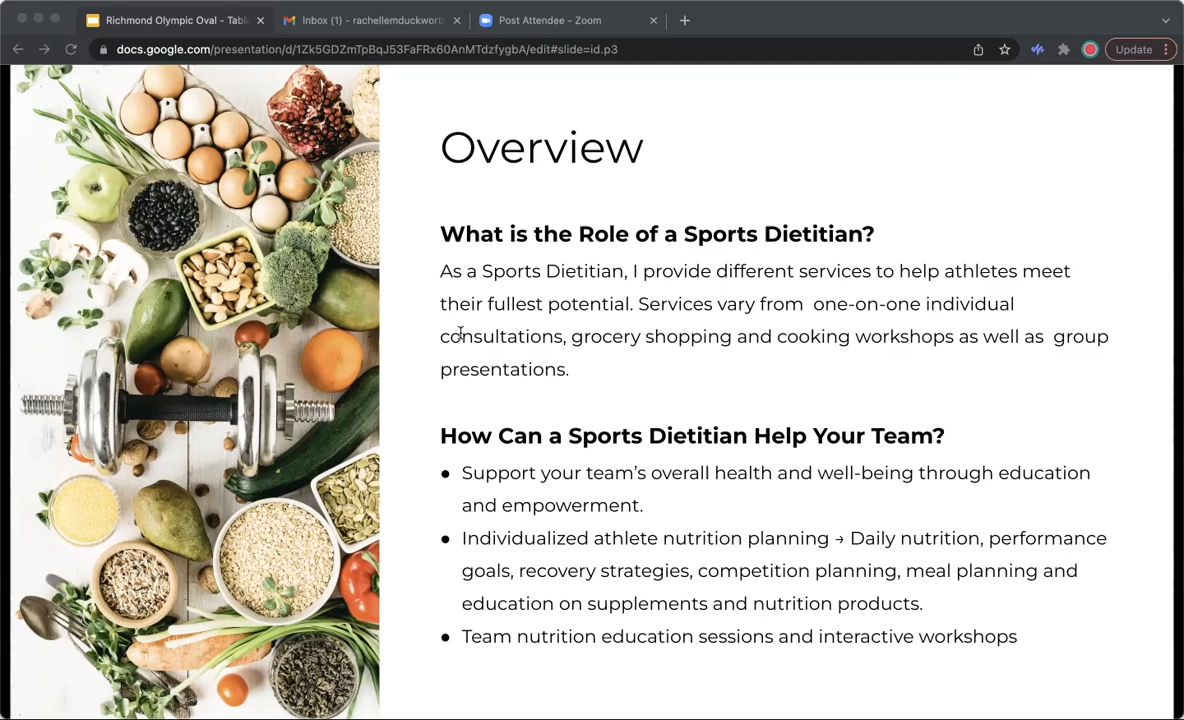 Richmond Olympic Oval - Tabl
Inbox (1) - rachellemduckwort
Post Attendee - Zoom
docs.google.com/presentation/d/1Zk5GDZmTpBqJ53FaFRx60AnMTdzfygbA/edit#slide=id.p3
Update
Overview
What is the Role of a Sports Dietitian?
As a Sports Dietitian, I provide different services to help athletes meet
their fullest potential. Services vary from  one-on-one individual
consultations, grocery shopping and cooking workshops as well as  group
presentations.
How Can a Sports Dietitian Help Your Team?
● Support your team’s overall health and well-being through education
and empowerment.
● Individualized athlete nutrition planning → Daily nutrition, performance
goals, recovery strategies, competition planning, meal planning and
education on supplements and nutrition products.
● Team nutrition education sessions and interactive workshops